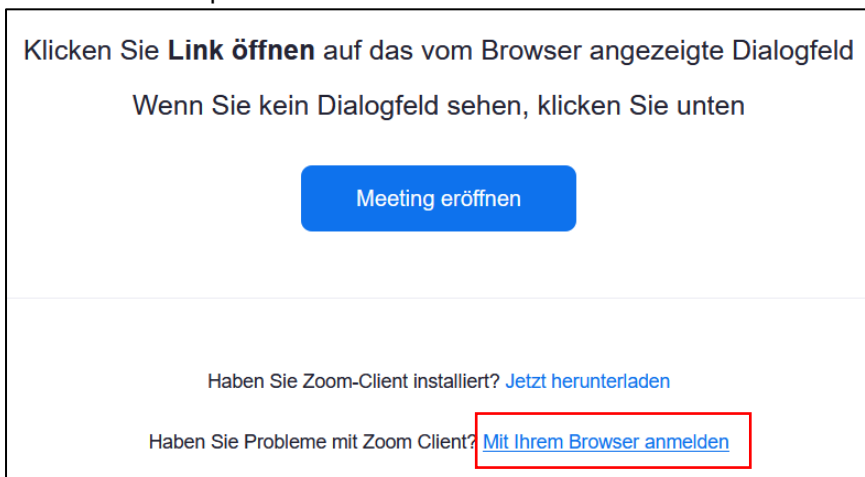 Klicken Sie Link öffnen auf das vom Browser angezeigte Dialogfeld
Wenn Sie kein Dialogfeld sehen, klicken Sie unten
Meeting eröffnen
Haben Sie Zoom-Client installiert? Jetzt herunterladen
Haben Sie Probleme mit Zoom Client? Mit Ihrem Browser anmelden